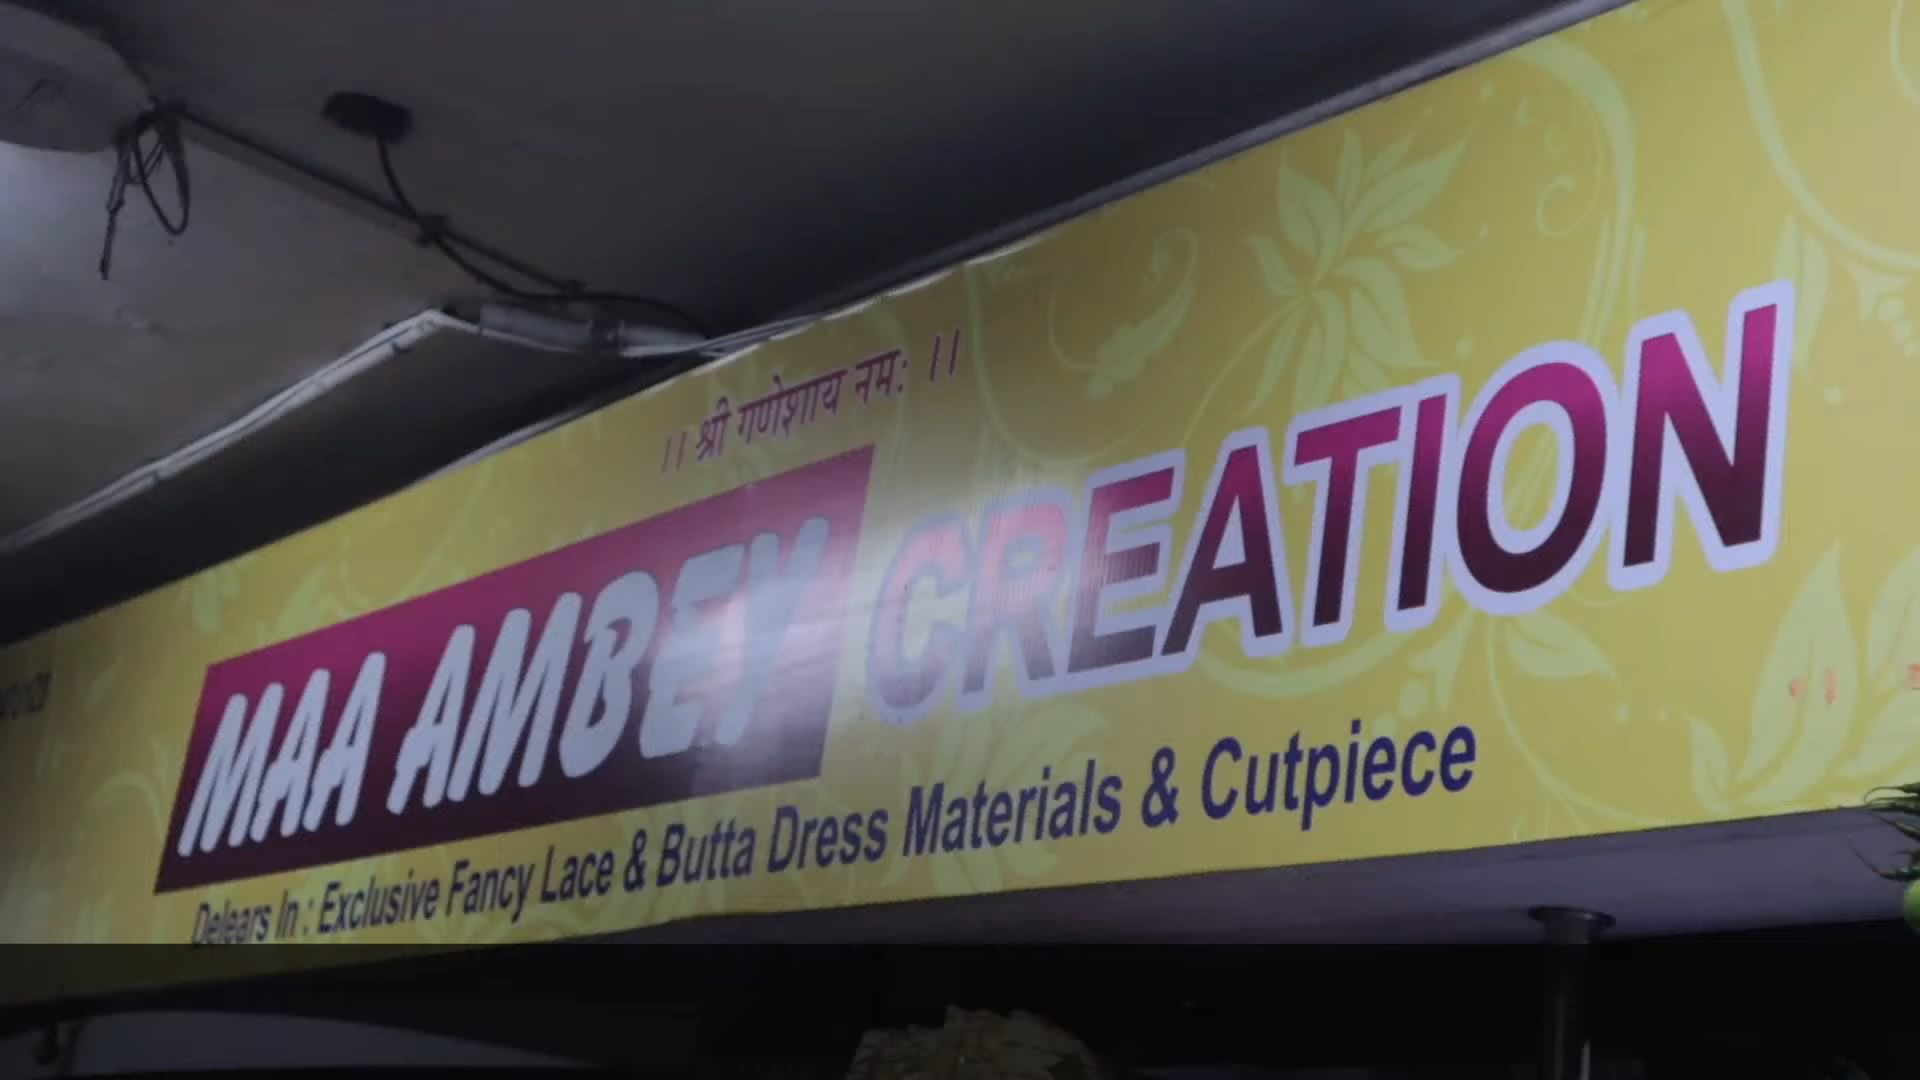 ।। श्री गणेशाय नमः ।।
MAA AMBEY CREATION
Delears In : Exclusive Fancy Lace & Butta Dress Materials & Cutpiece